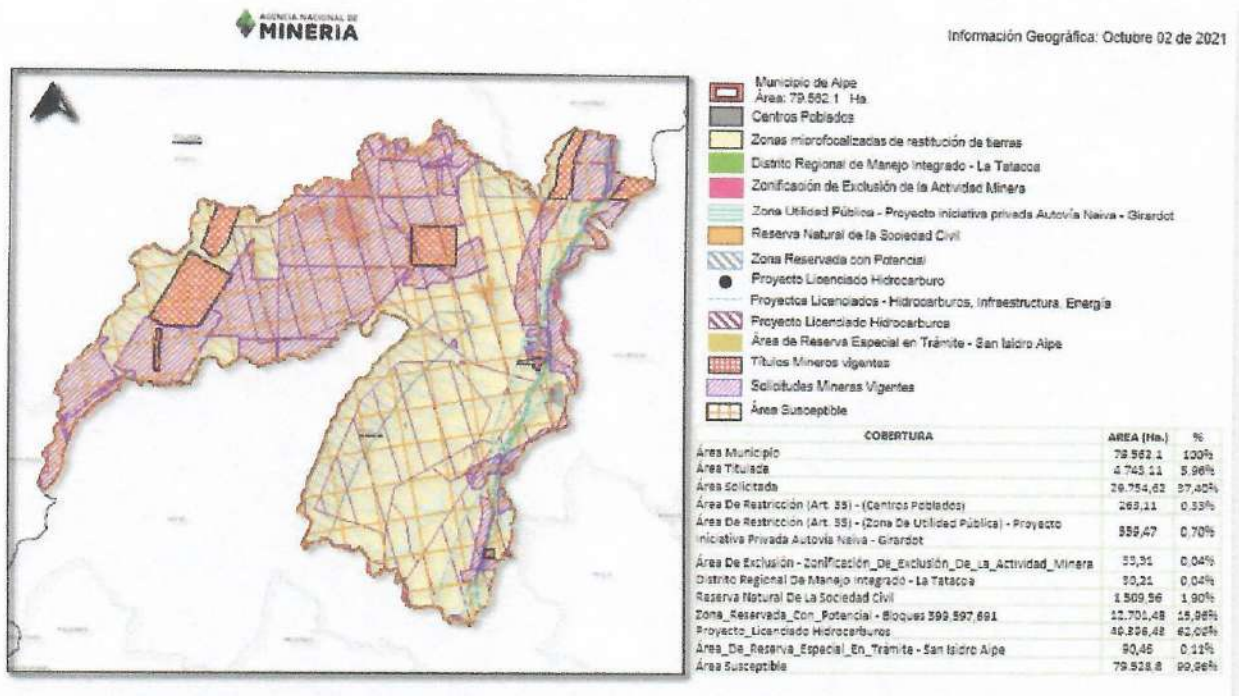 AGENCIA NACIONAL DE
MINERÍA
Información Geográfica: Octubre 02 de 2021
Municipio de Aipe
Área: 79.562.1 Ha.
Centros Poblados
Zonas microfocalizadas de restitución de tierras
Distrito Regional de Manejo Integrado - La Tatacoa
Zonificación de Exclusión de la Actividad Minera
Zona Utilidad Pública - Proyecto iniciativa privada Autovía Neiva - Girardot
Reserva Natural de la Sociedad Civil
Zona Reservada con Potencial
Proyecto Licenciado Hidrocarburo
Proyectos Licenciados - Hidrocarburos, Infraestructura, Energía
Proyecto Licenciado Hidrocarburos
Área de Reserva Especial en Trámite - San Isidro Aipe
Títulos Mineros vigentes
Solicitudes Mineras Vigentes
Área Susceptible
COBERTURA AREA (Ha.) %
Área Municipio 79.562,1 100%
Área Titulada 4.743,11 5,96%
Área Solicitada 29.754,62 37,40%
Área De Restricción (Art. 35) - (Centros Poblados) 263,11 0,33%
Área De Restricción (Art. 35) - (Zona De Utilidad Pública) - Proyecto
Iniciativa Privada Autovía Neiva - Girardot 559,47 0,70%
Área De Exclusión - Zonificación_De_Exclusión_De_La_Actividad_Minera 33,31 0,04%
Distrito Regional De Manejo Integrado - La Tatacoa 30,21 0,04%
Reserva Natural De La Sociedad Civil 1.509,56 1,90%
Zona_Reservada_Con_Potencial - Bloques 599,597,691 12.701,48 15,96%
Proyecto_Licenciado Hidrocarburos 62,02%
Área_De_Reserva_Especial_En_Trámite - San Isidro Aipe 90,46 0,11%
Área Susceptible 79.528,8 99,96%